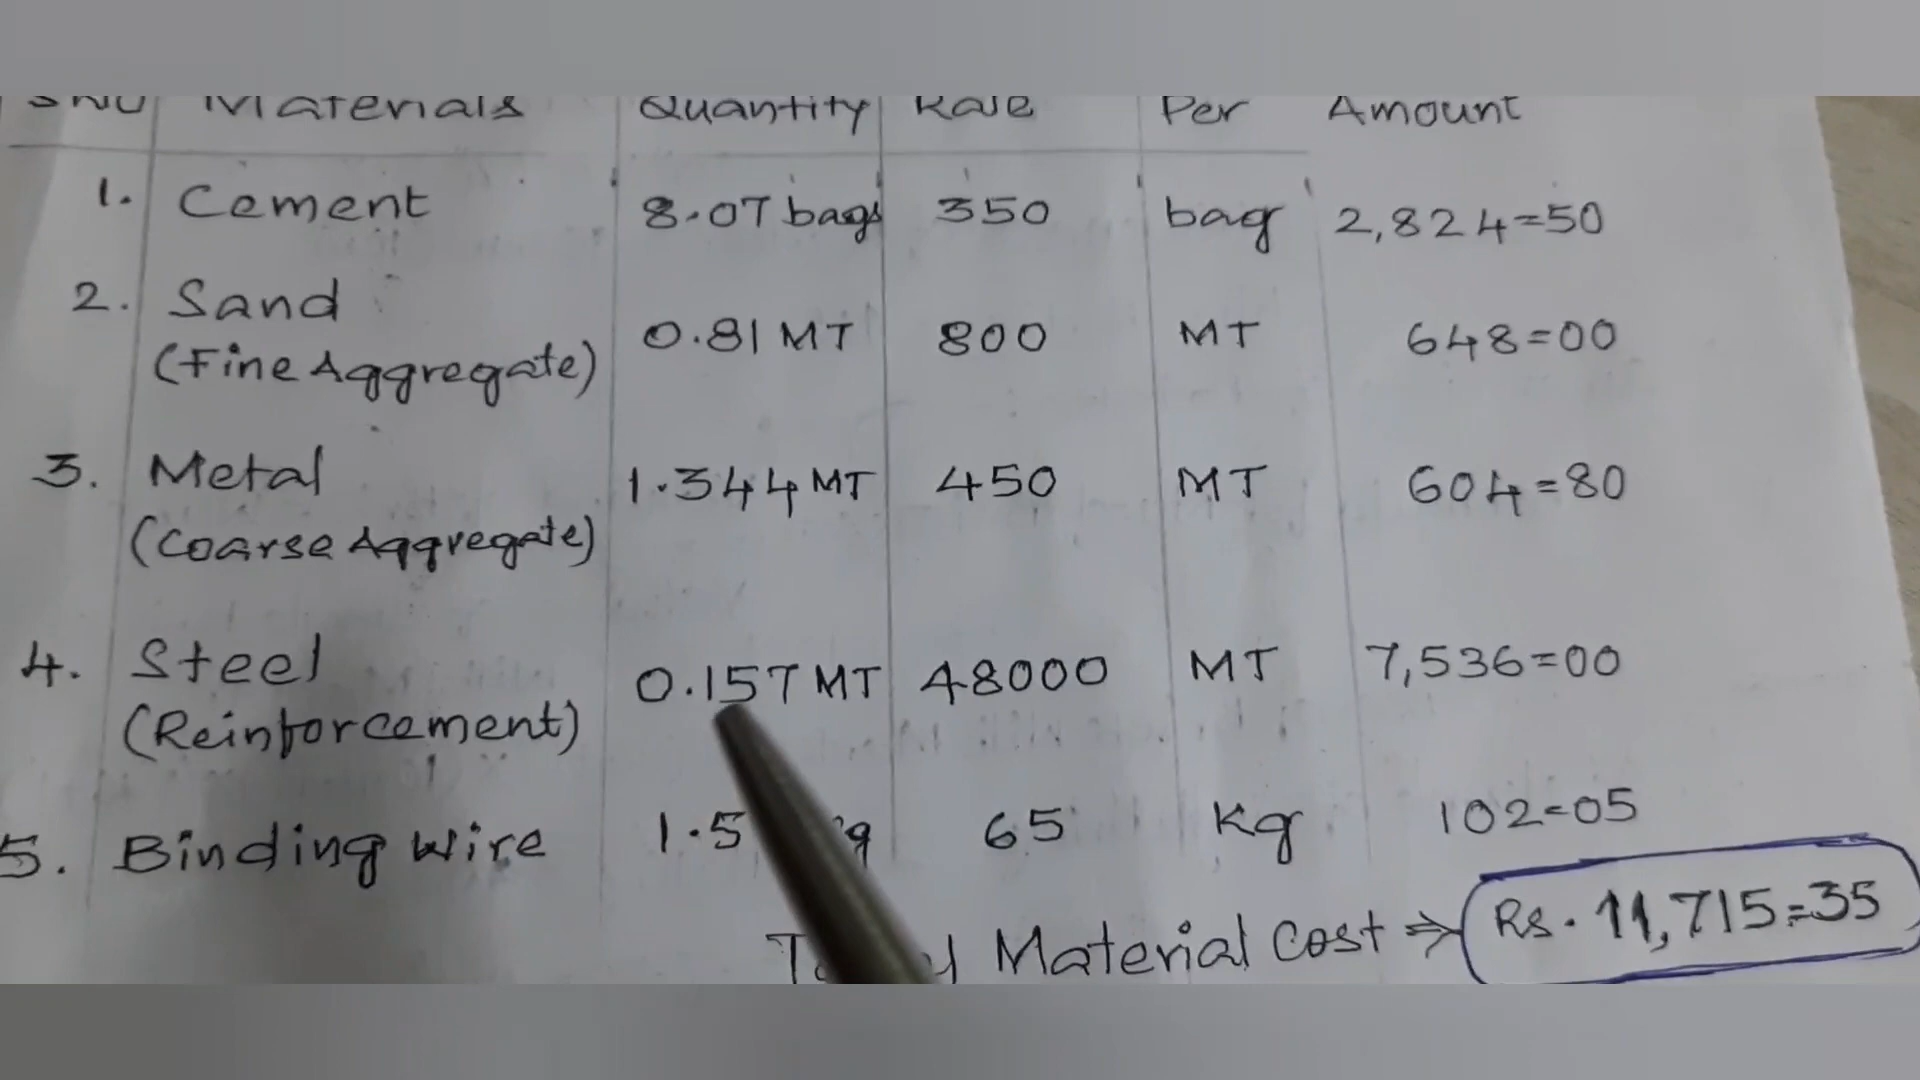 Materials Quantity Rate Per Amount
1. Cement 8.07 bags 350 bag 2,824=50
2. Sand
(Fine Aggregate) 0.81 MT 800 MT 648=00
3. Metal 1.344 MT 450 MT 604=80
(Coarse Aggregate)
4. Steel 0.157 MT 48000 MT 7,536=00
(Reinforcement)
5. Binding Wire 65 Kg 102=05
Material Cost ⇒ Rs. 11,715=35